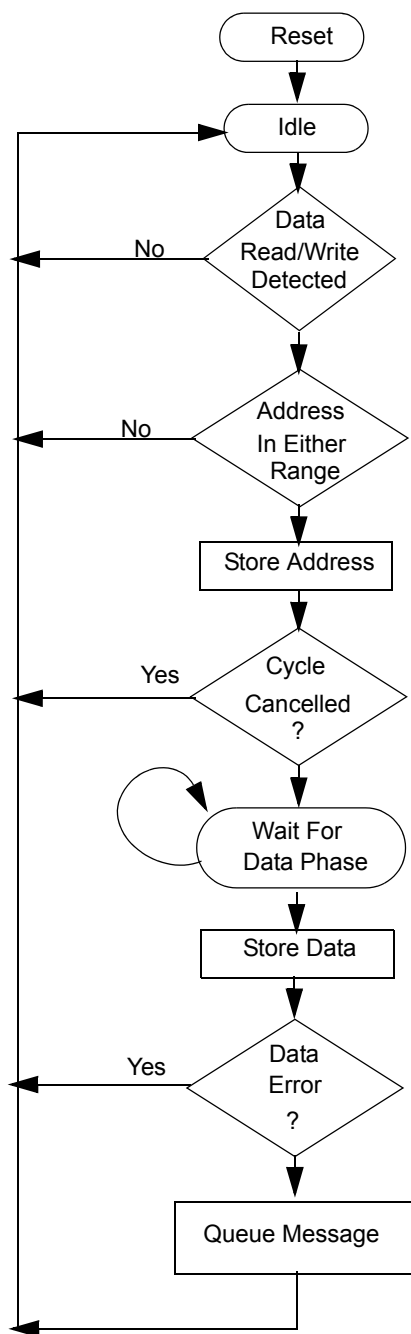 Reset
Idle
Data
Read/Write
Detected
No
Address
In Either
Range
No
Store Address
Cycle
Cancelled
?
Yes
Wait For
Data Phase
Store Data
Data
Error
?
Yes
Queue Message